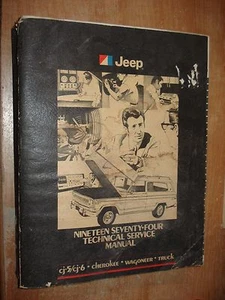 Jeep
NINETEEN SEVENTY-FOUR
TECHNICAL SERVICE
MANUAL
cj-5/cj-6 • cherokee • wagoneer • truck